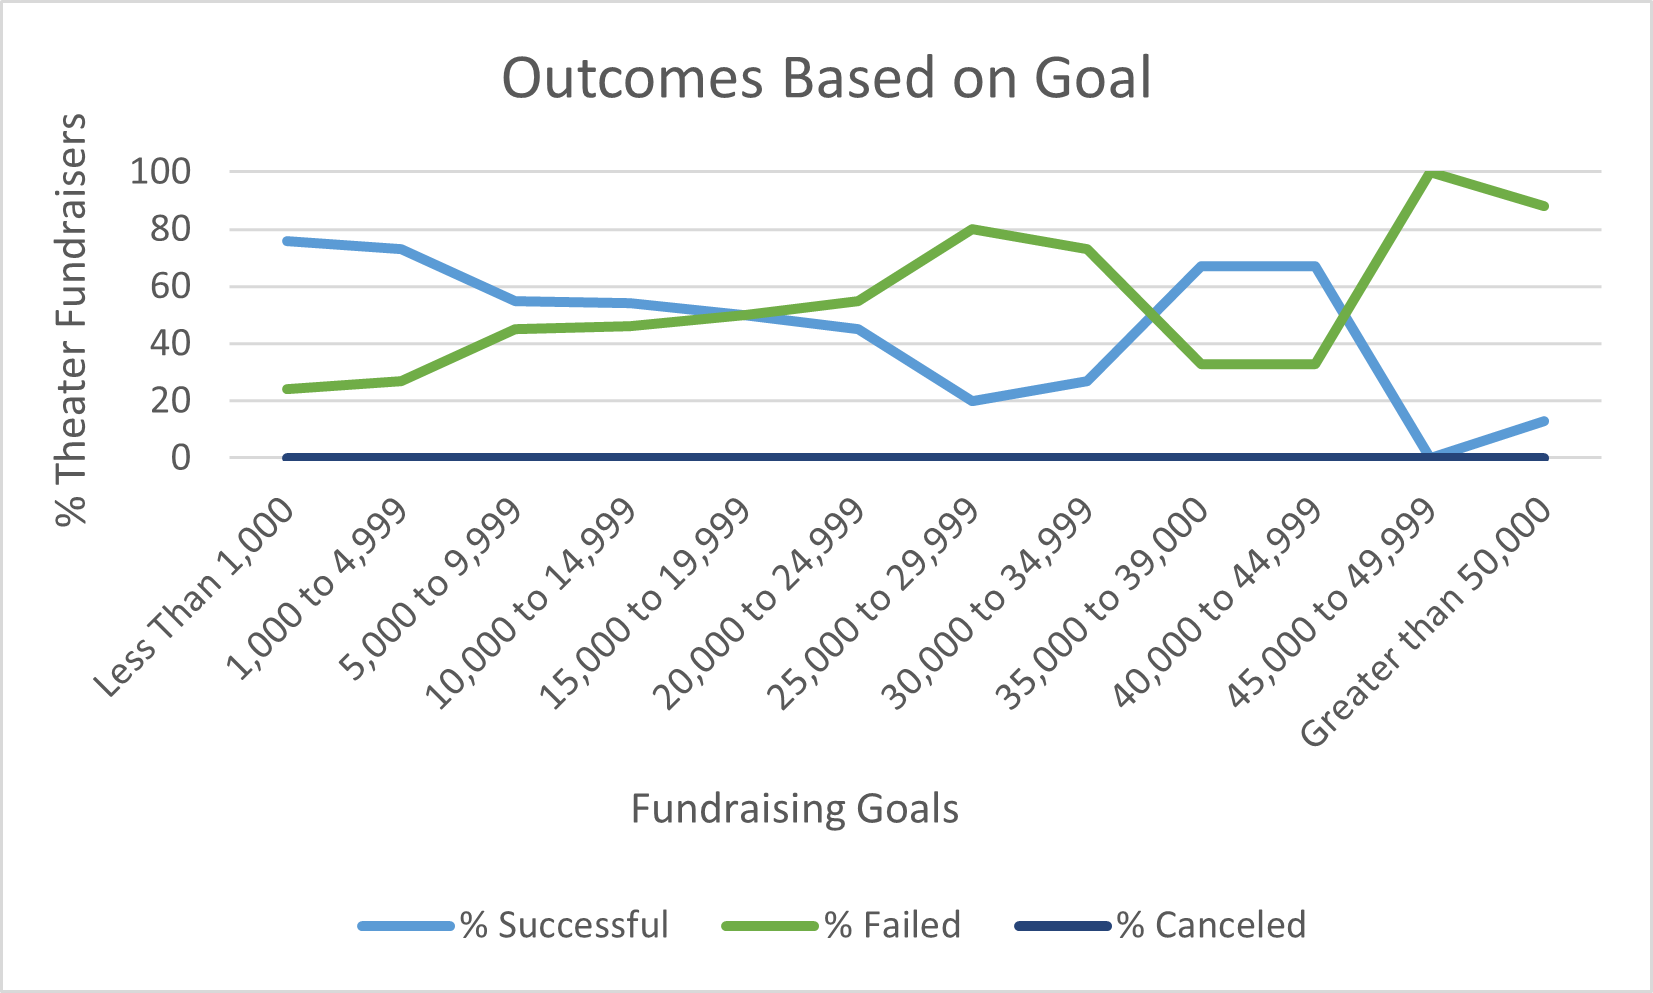 Outcomes Based on Goal
% Theater Fundraisers
100
80
60
40
20
0
Less Than 1,000
1,000 to 4,999
5,000 to 9,999
10,000 to 14,999
15,000 to 19,999
20,000 to 24,999
25,000 to 29,999
30,000 to 34,999
35,000 to 39,000
40,000 to 44,999
45,000 to 49,999
Greater than 50,000
Fundraising Goals
% Successful
% Failed
% Canceled